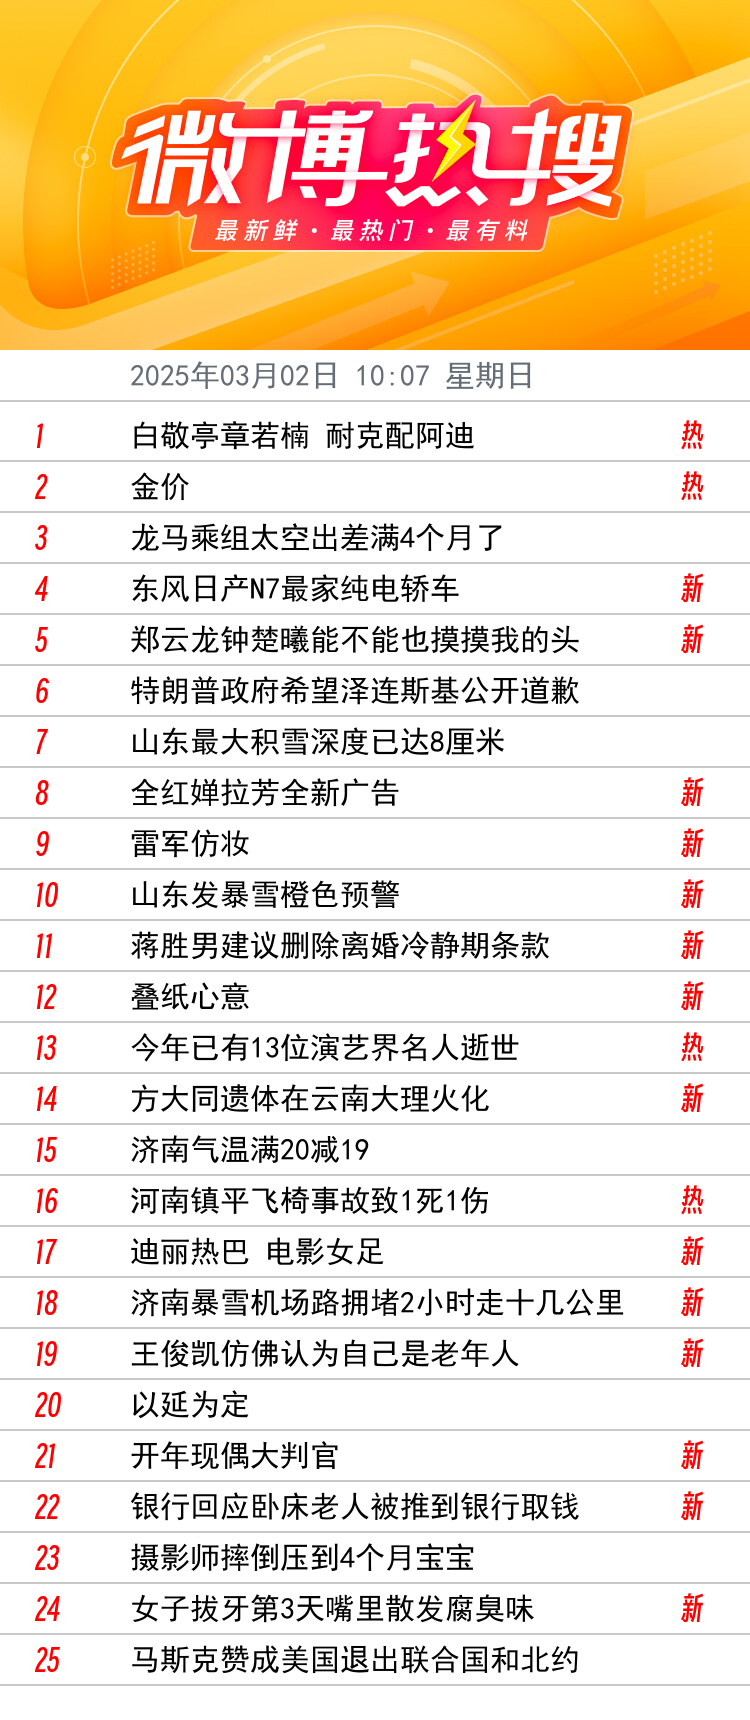 微博热搜
最新鲜·最热门·最有料
2025年03月02日 10:07 星期日
1 白敬亭章若楠 耐克配阿迪 热
2 金价 热
3 龙马乘组太空出差满4个月了
4 东风日产N7最家纯电轿车 新
5 郑云龙钟楚曦能不能也摸摸我的头 新
6 特朗普政府希望泽连斯基公开道歉
7 山东最大积雪深度已达8厘米
8 全红婵拉芳全新广告 新
9 雷军仿妆 新
10 山东发暴雪橙色预警 新
11 蒋胜男建议删除离婚冷静期条款 新
12 叠纸心意 新
13 今年已有13位演艺界名人逝世 热
14 方大同遗体在云南大理火化 新
15 济南气温满20减19
16 河南镇平飞椅事故致1死1伤 热
17 迪丽热巴 电影女足 新
18 济南暴雪机场路拥堵2小时走十几公里 新
19 王俊凯仿佛认为自己是老年人 新
20 以延为定
21 开年现偶大判官 新
22 银行回应卧床老人被推到银行取钱 新
23 摄影师摔倒压到4个月宝宝
24 女子拔牙第3天嘴里散发腐臭味 新
25 马斯克赞成美国退出联合国和北约